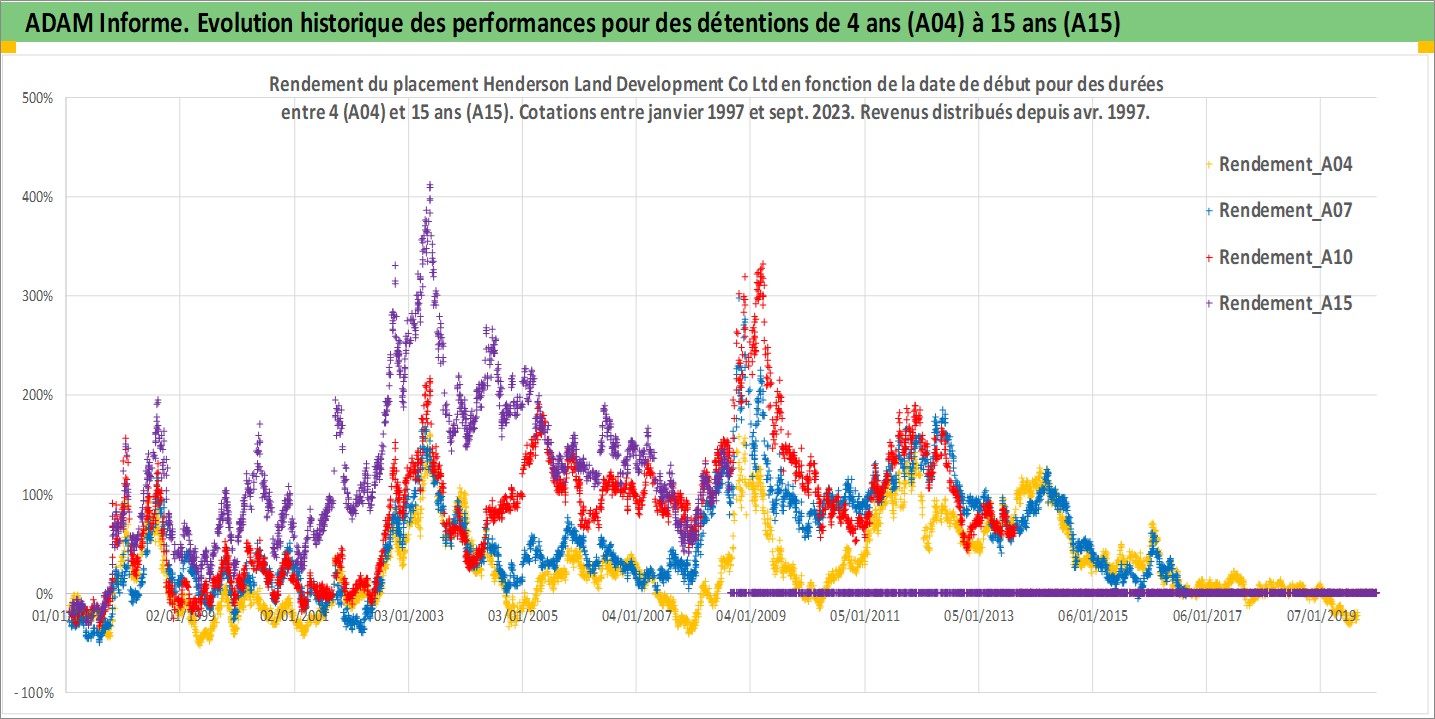 ADAM Informe. Evolution historique des performances pour des détentions de 4 ans (A04) à 15 ans (A15)
Rendement du placement Henderson Land Development Co Ltd en fonction de la date de début pour des durées
entre 4 (A04) et 15 ans (A15). Cotations entre janvier 1997 et sept. 2023. Revenus distribués depuis avr. 1997.
500%
400%
300%
200%
100%
0%
-100%
Rendement_A04
Rendement_A07
Rendement_A10
Rendement_A15
02/01/1999 02/01/2001 03/01/2003 03/01/2005 04/01/2007 04/01/2009 05/01/2011 05/01/2013 06/01/2015 06/01/2017 07/01/2019